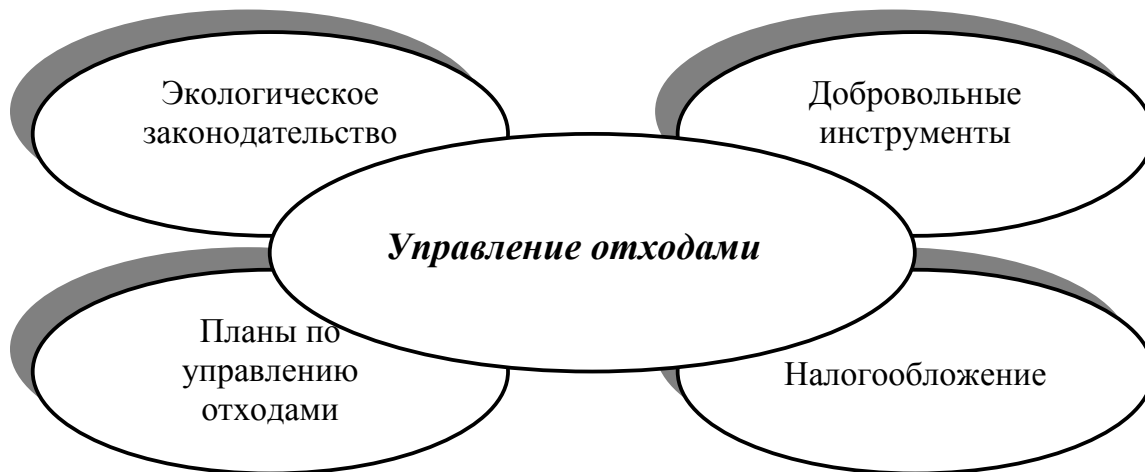 Экологическое
законодательство
Добровольные
инструменты
Управление отходами
Планы по
управлению
отходами
Налогообложение